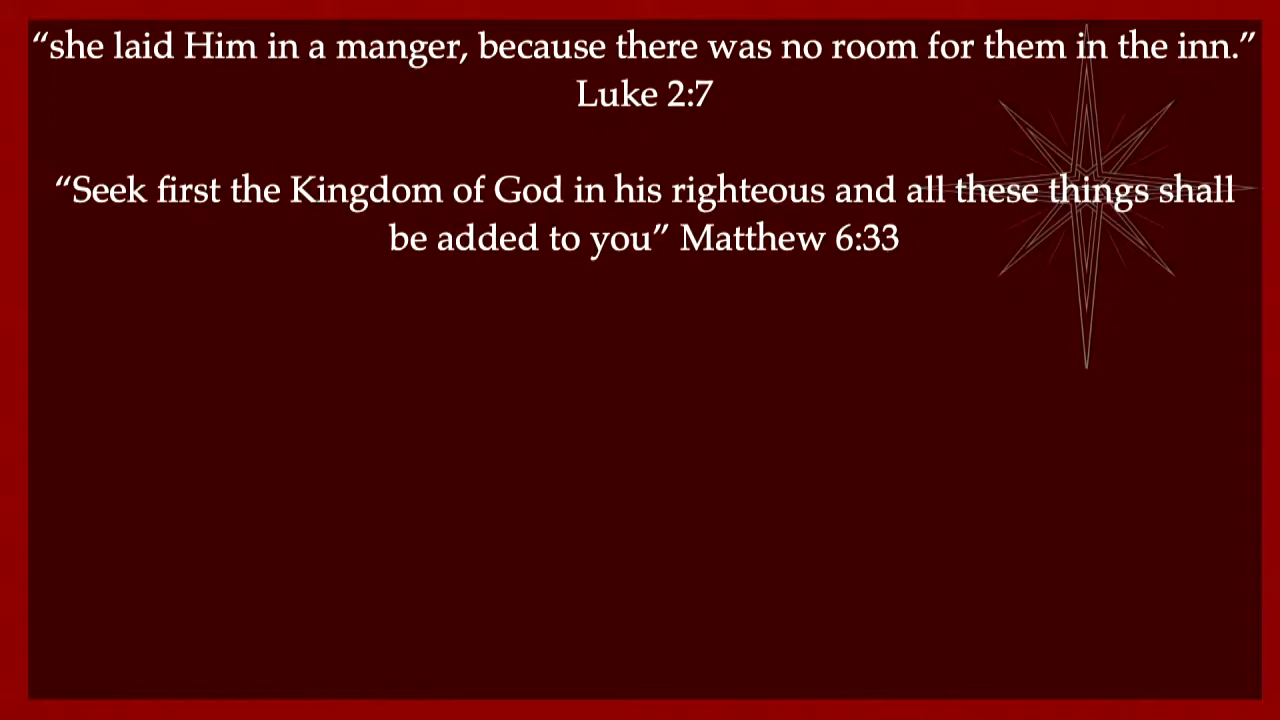 “she laid Him in a manger, because there was no room for them in the inn.”
Luke 2:7
“Seek first the Kingdom of God in his righteous and all these things shall
be added to you” Matthew 6:33